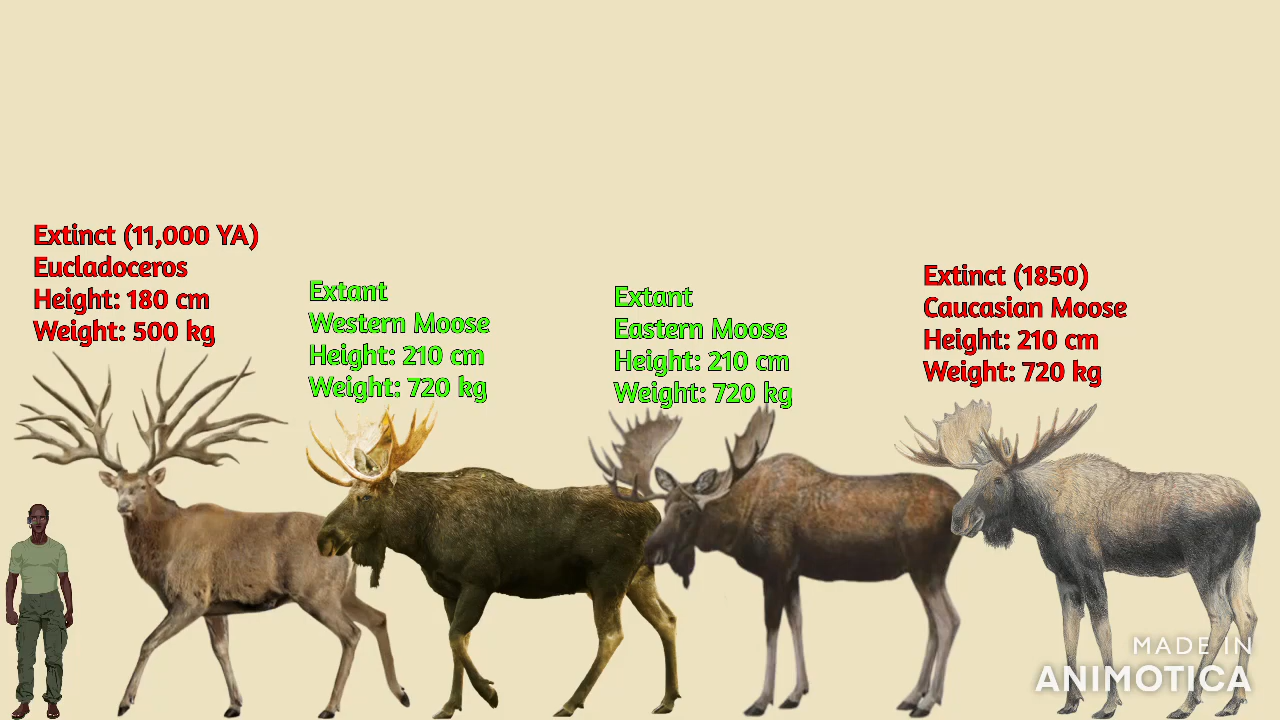 Extinct (11,000 YA)
Eucladoceros
Height: 180 cm
Weight: 500 kg
Extant
Western Moose
Height: 210 cm
Weight: 720 kg
Extant
Eastern Moose
Height: 210 cm
Weight: 720 kg
Extinct (1850)
Caucasian Moose
Height: 210 cm
Weight: 720 kg
MADE IN
ANIMOTICA